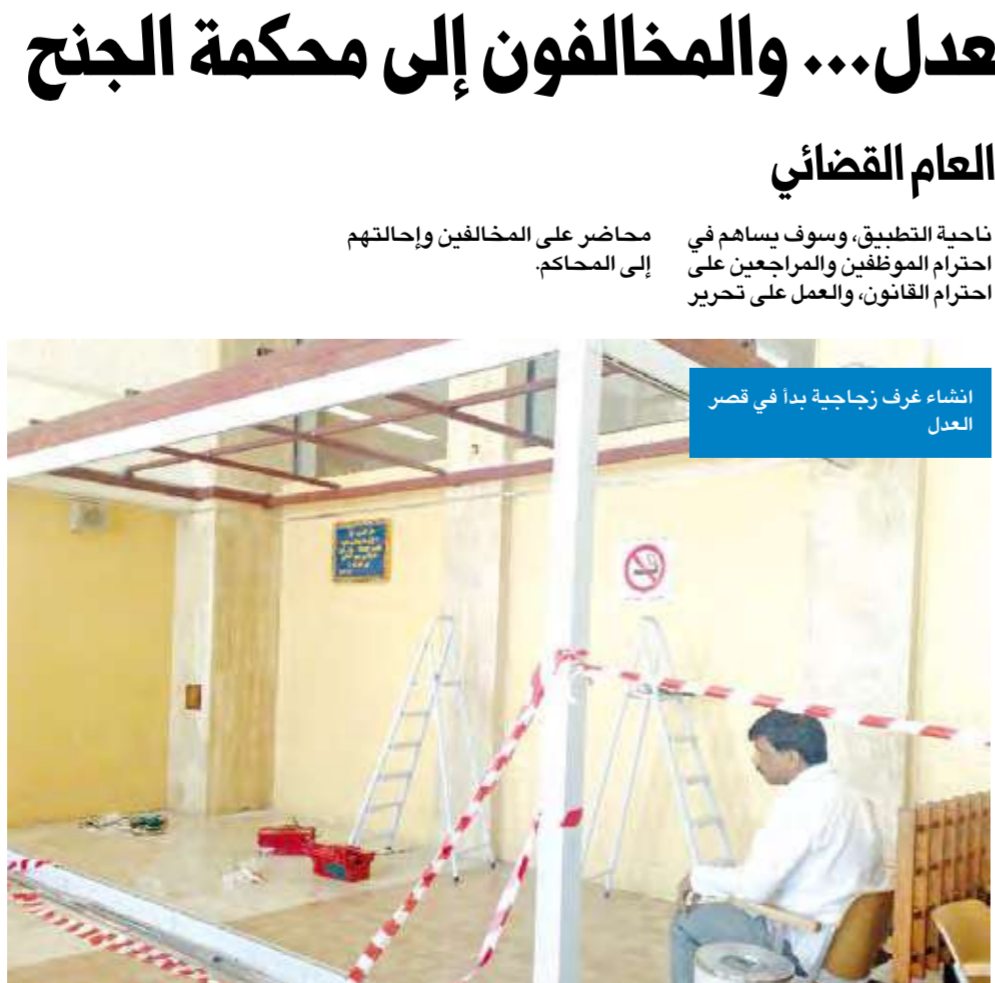 عدل... والمخالفون إلى محكمة الجنح
العام القضائي
ناحية التطبيق، وسوف يساهم في
احترام الموظفين والمراجعين على
احترام القانون، والعمل على تحرير
محاضر على المخالفين وإحالتهم
إلى المحاكم.
انشاء غرف زجاجية بدأ في قصر
العدل